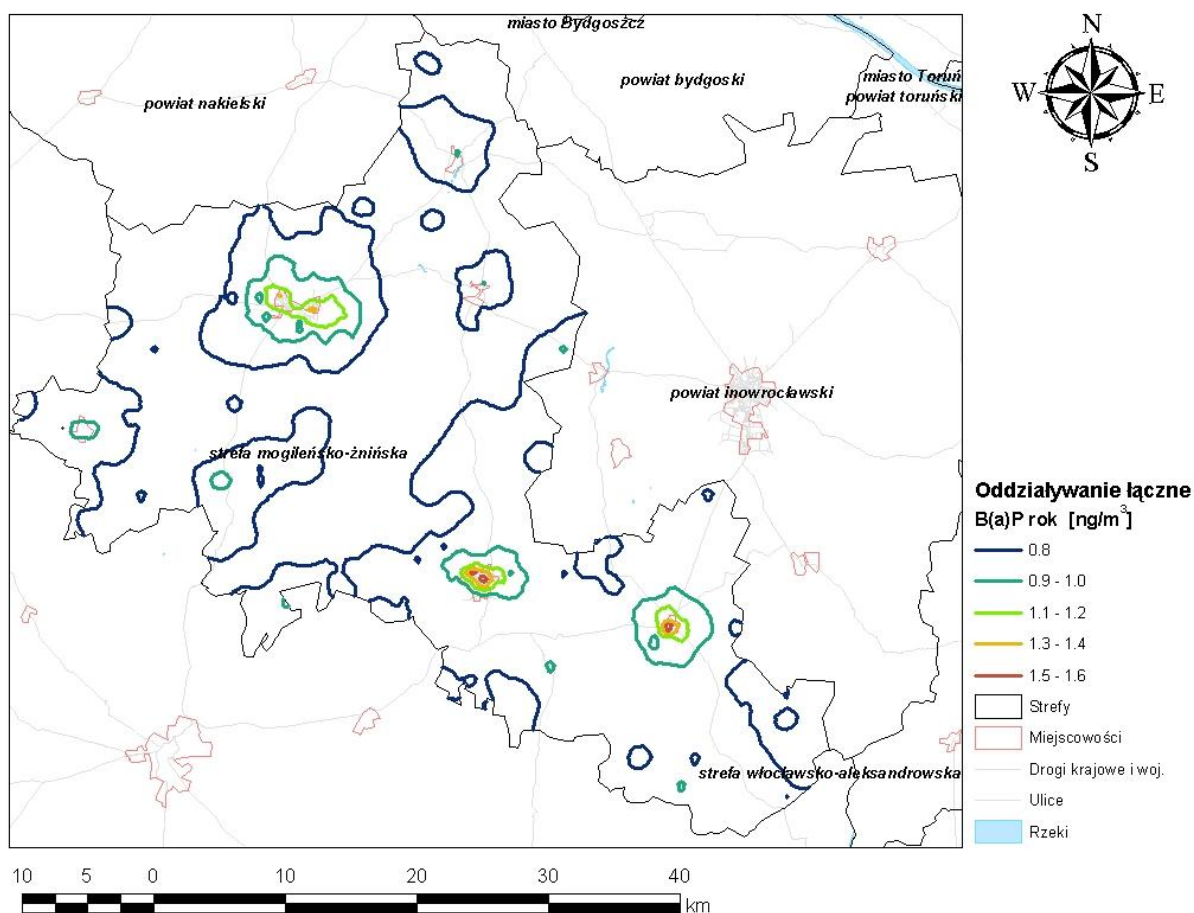 miasto Bydgoszcz
N
powiat bydgoski
miasto Toruń
powiat nakielski
powiat toruński
W
E
S
powiat inowrocławski
strefa mogileńsko-żnińska
strefa włocławsko-aleksandrowska
Oddziaływanie łączne
B(a)P rok [ng/m³]
0.8
0.9 - 1.0
1.1 - 1.2
1.3 - 1.4
1.5 - 1.6
Strefy
Miejscowości
Drogi krajowe i woj.
Ulice
Rzeki
10 5 0 10 20 30 40
km